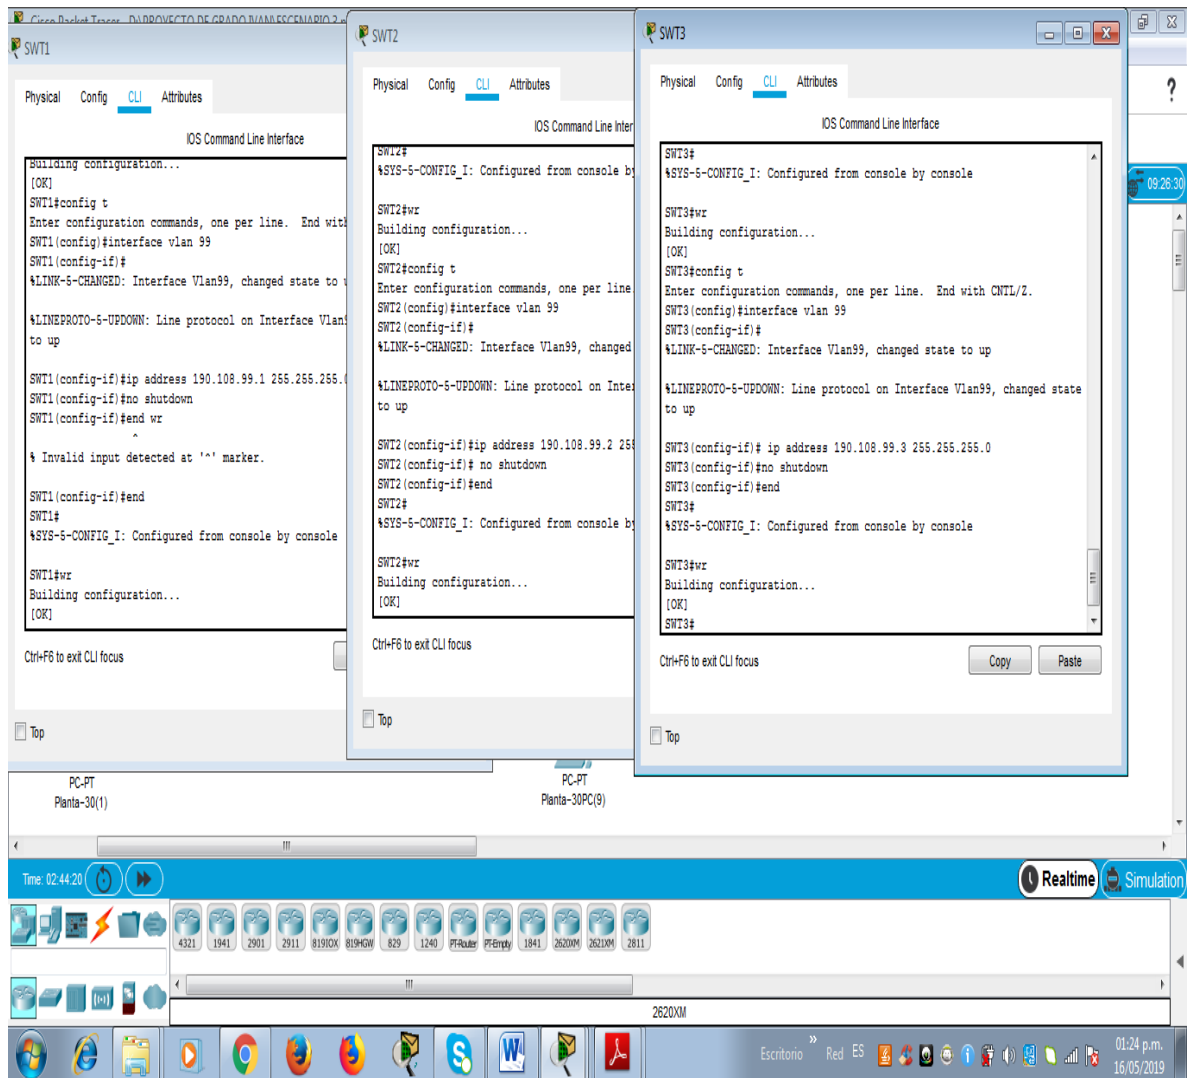 Cisco Packet Tracer - D:\PROYECTO DE GRADO IVAN\ESCENARIO 2
SWT1
Physical Config CLI Attributes
IOS Command Line Interface
Building configuration...
[OK]
SWT1#config t
Enter configuration commands, one per line. End with
SWT1(config)#interface vlan 99
SWT1(config-if)#
%LINK-5-CHANGED: Interface Vlan99, changed state to
%LINEPROTO-5-UPDOWN: Line protocol on Interface
to up
SWT1(config-if)#ip address 190.108.99.1 255.255.255.
SWT1(config-if)#no shutdown
SWT1(config-if)#end wr
^
% Invalid input detected at '^' marker.
SWT1(config-if)#end
SWT1#
%SYS-5-CONFIG_I: Configured from console by console
SWT1#wr
Building configuration...
[OK]
Ctrl+F6 to exit CLI focus
Top
SWT2
Physical Config CLI Attributes
IOS Command Line Inter
SWT2#
%SYS-5-CONFIG_I: Configured from console by
SWT2#wr
Building configuration...
[OK]
SWT2#config t
Enter configuration commands, one per line.
SWT2(config)#interface vlan 99
SWT2(config-if)#
%LINK-5-CHANGED: Interface Vlan99, changed
%LINEPROTO-5-UPDOWN: Line protocol on Inter
to up
SWT2(config-if)#ip address 190.108.99.2 255
SWT2(config-if)# no shutdown
SWT2(config-if)#end
SWT2#
%SYS-5-CONFIG_I: Configured from console by
SWT2#wr
Building configuration...
[OK]
Ctrl+F6 to exit CLI focus
Top
SWT3
Physical Config CLI Attributes
IOS Command Line Interface
SWT3#
%SYS-5-CONFIG_I: Configured from console by console
SWT3#wr
Building configuration...
[OK]
SWT3#config t
Enter configuration commands, one per line. End with CNTL/Z.
SWT3(config)#interface vlan 99
SWT3(config-if)#
%LINK-5-CHANGED: Interface Vlan99, changed state to up
%LINEPROTO-5-UPDOWN: Line protocol on Interface Vlan99, changed state
to up
SWT3(config-if)# ip address 190.108.99.3 255.255.255.0
SWT3(config-if)#no shutdown
SWT3(config-if)#end
SWT3#
%SYS-5-CONFIG_I: Configured from console by console
SWT3#wr
Building configuration...
[OK]
SWT3#
Ctrl+F6 to exit CLI focus
Copy Paste
Top
?
09:26:30
PC-PT
Planta-30(1)
PC-PT
Planta-30PC(9)
Time: 02:44:20
Realtime Simulation
4321 1941 2901 2911 819IOX 819HGW 829 1240 PT-Router PT-Empty 1841 2620XM 2621XM 2811
2620XM
Escritorio » Red ES
01:24 p.m.
16/05/2019